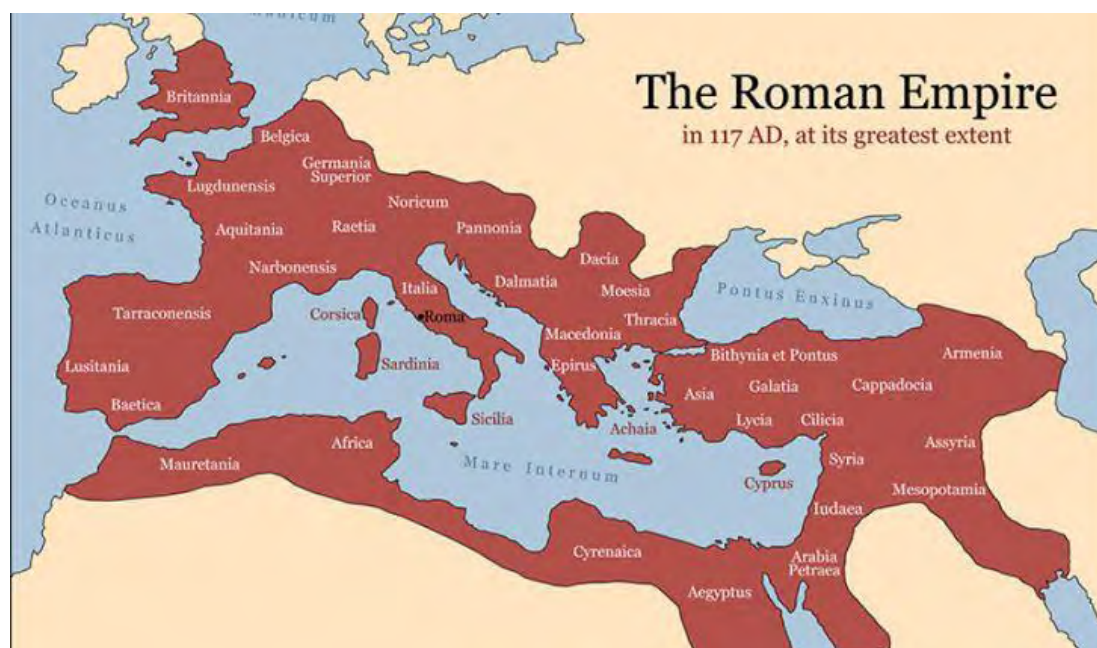 The Roman Empire
in 117 AD, at its greatest extent
Britannia
Belgica
Germania
Superior
Lugdunensis
Oceanus
Atlanticus
Noricum
Aquitania
Raetia
Pannonia
Narbonensis
Dacia
Italia
Dalmatia
Moesia
Pontus Euxinus
Tarraconensis
Corsica
Roma
Thracia
Macedonia
Bithynia et Pontus
Armenia
Lusitania
Sardinia
Epirus
Asia
Galatia
Cappadocia
Baetica
Sicilia
Achaia
Lycia
Cilicia
Africa
Assyria
Mauretania
Mare Internum
Syria
Cyprus
Mesopotamia
Iudaea
Cyrenaica
Arabia
Petraea
Aegyptus